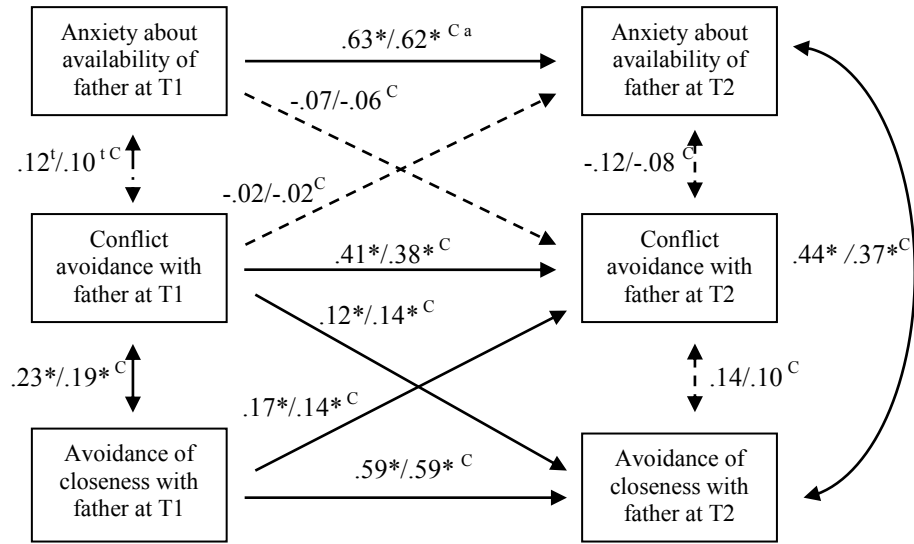 Anxiety about
availability of
father at T1
.63*/.62* C a
Anxiety about
availability of
father at T2
-.07/-.06 C
.12t/.10 t C
-.02/-.02C
-.12/-.08 C
Conflict
avoidance with
father at T1
.41*/.38* C
Conflict
avoidance with
father at T2
.44* /.37*C
.12*/.14* C
.23*/.19* C
.17*/.14* C
.14/.10 C
Avoidance of
closeness with
father at T1
.59*/.59* C
Avoidance of
closeness with
father at T2